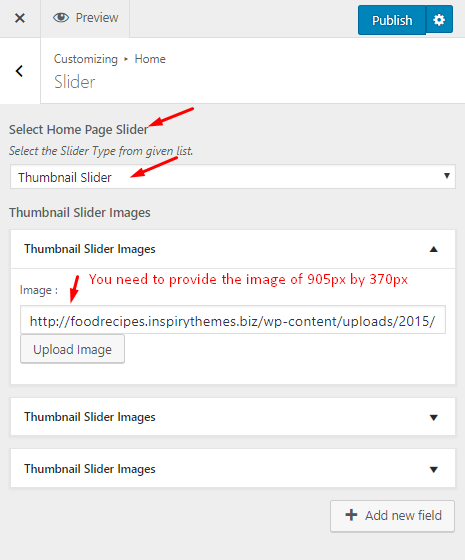 Preview
Publish
Customizing ▸ Home
Slider
Select Home Page Slider
Select the Slider Type from given list.
Thumbnail Slider
Thumbnail Slider Images
Thumbnail Slider Images
You need to provide the image of 905px by 370px
Image :
http://foodrecipes.inspirythemes.biz/wp-content/uploads/2015/
Upload Image
Thumbnail Slider Images
Thumbnail Slider Images
Add new field